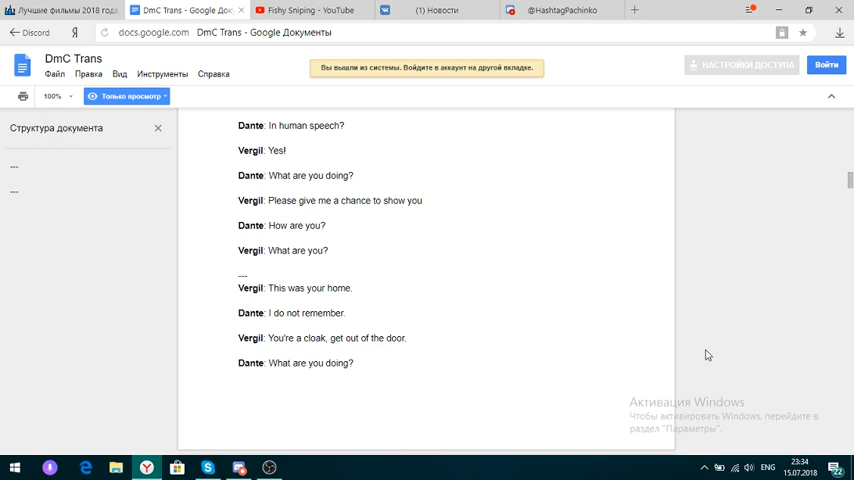 Лучшие фильмы 2018 года
DmC Trans - Google Док
Fishy Sniping - YouTube
(1) Новости
@HashtagPachinko
Discord
docs.google.com DmC Trans - Google Документы
DmC Trans
Файл Правка Вид Инструменты Справка
Вы вышли из системы. Войдите в аккаунт на другой вкладке.
НАСТРОЙКИ ДОСТУПА
Войти
100%
Только просмотр
Структура документа
---
---
Dante: In human speech?
Vergil: Yes!
Dante: What are you doing?
Vergil: Please give me a chance to show you
Dante: How are you?
Vergil: What are you?
---
Vergil: This was your home.
Dante: I do not remember.
Vergil: You're a cloak, get out of the door.
Dante: What are you doing?
Активация Windows
Чтобы активировать Windows, перейдите в
раздел "Параметры".
ENG
23:34
15.07.2018
22